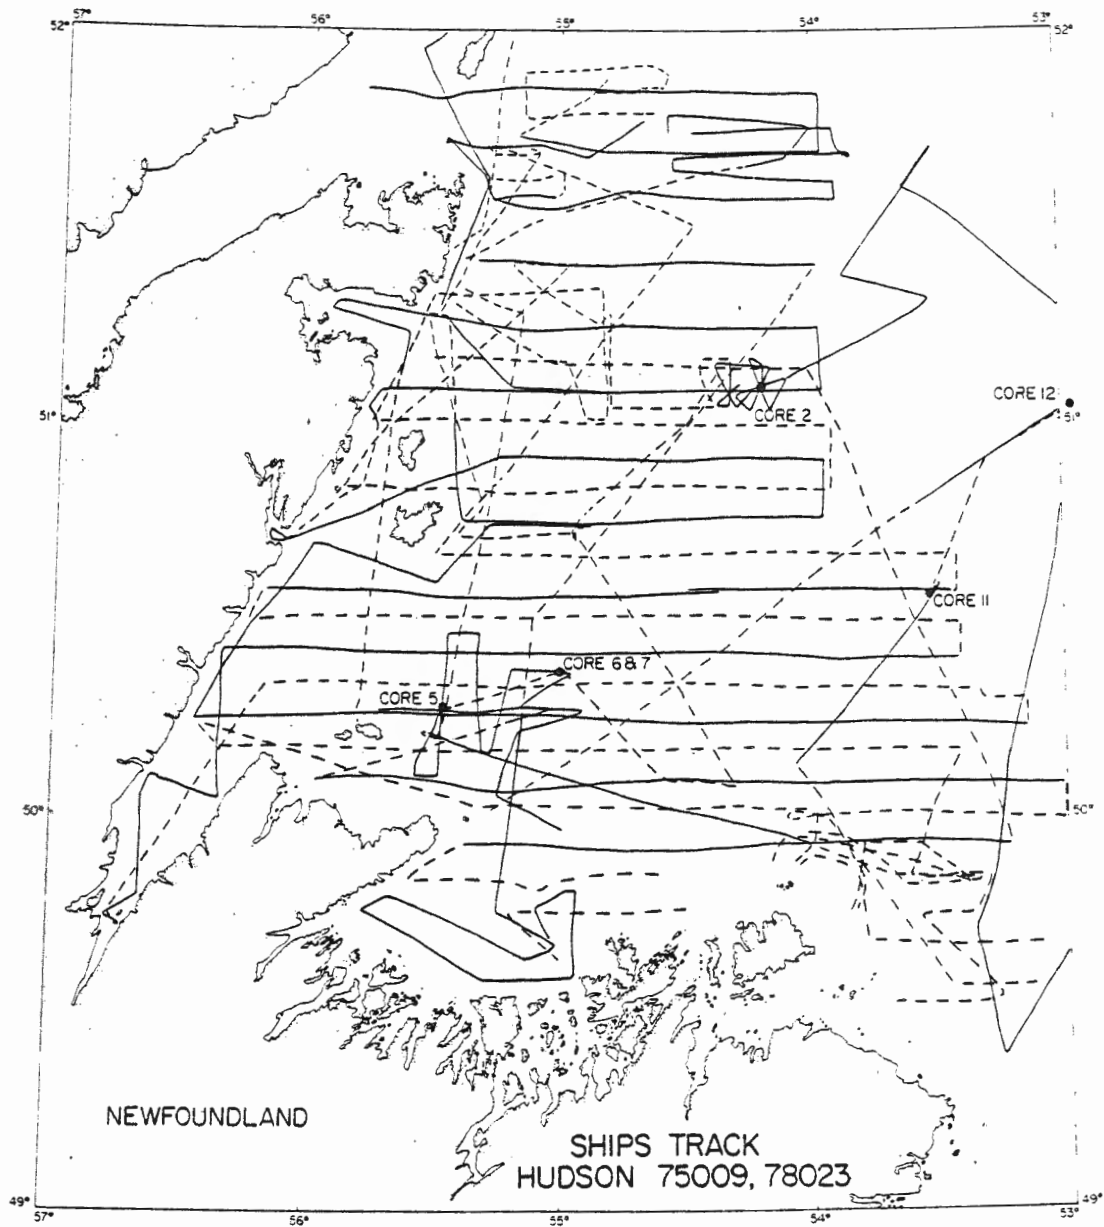 57° 56° 55° 54° 53°
52° 52°
CORE 12
51° 51°
CORE 2
CORE 11
CORE 6 & 7
CORE 5
50° 50°
NEWFOUNDLAND
SHIPS TRACK
HUDSON 75009, 78023
49° 49°
57° 56° 55° 54° 53°